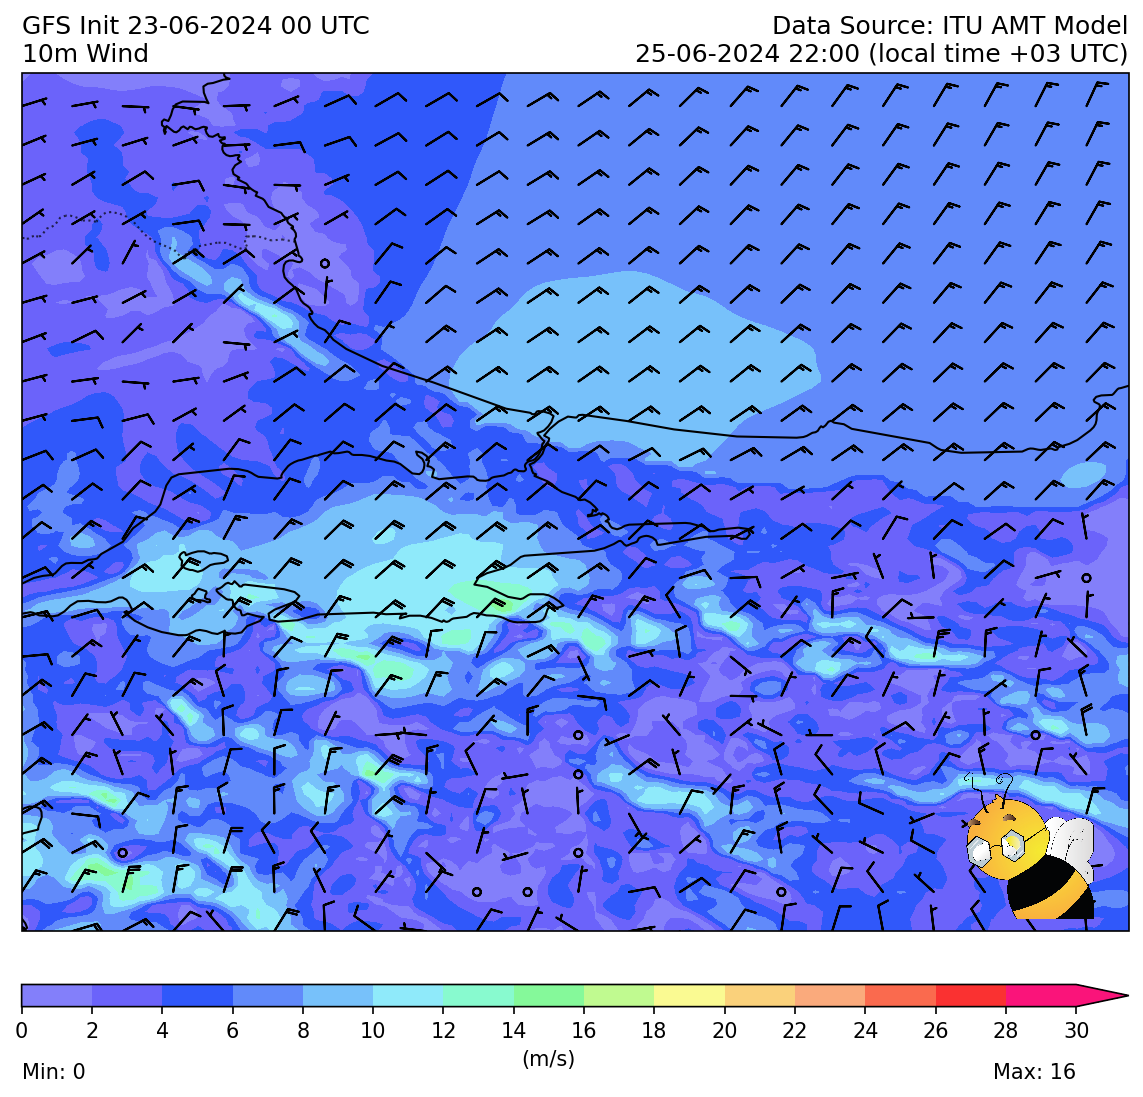 GFS Init 23-06-2024 00 UTC
Data Source: ITU AMT Model
10m Wind
25-06-2024 22:00 (local time +03 UTC)
0 2 4 6 8 10 12 14 16 18 20 22 24 26 28 30
(m/s)
Min: 0
Max: 16